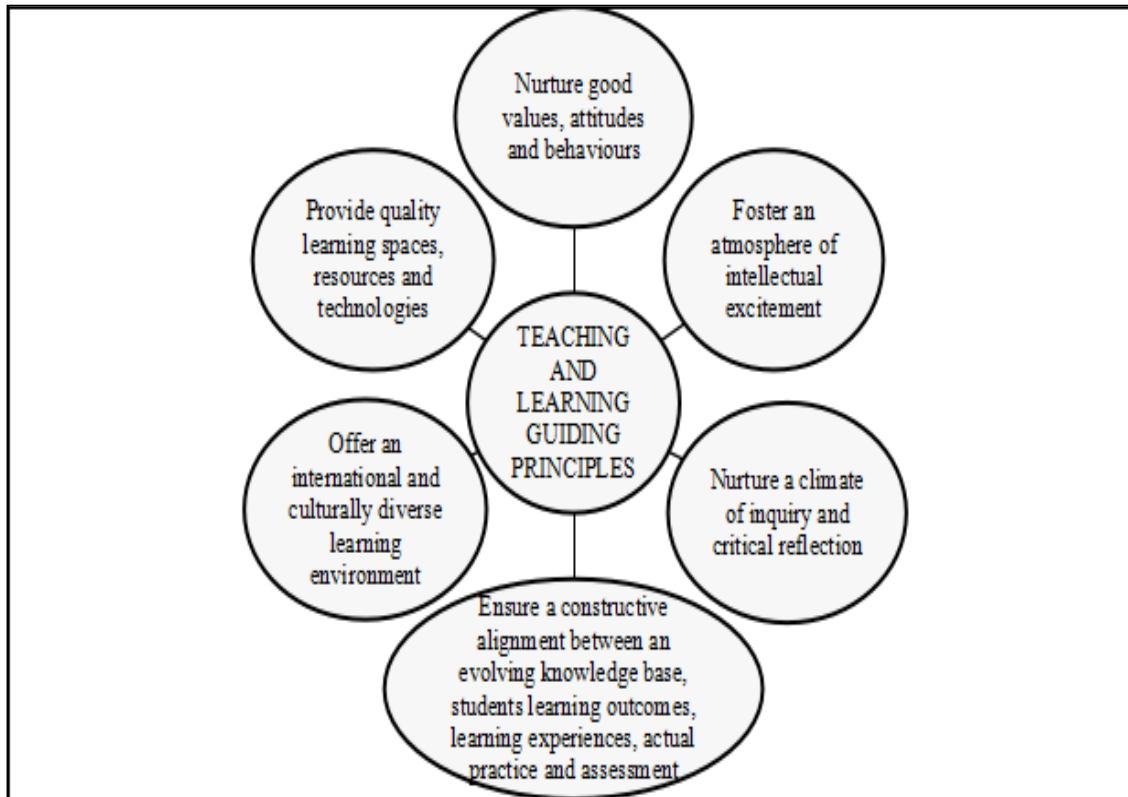 Nurture good
values, attitudes
and behaviours
Provide quality
learning spaces,
resources and
technologies
Foster an
atmosphere of
intellectual
excitement
TEACHING
AND
LEARNING
GUIDING
PRINCIPLES
Offer an
international and
culturally diverse
learning
environment
Nurture a climate
of inquiry and
critical reflection
Ensure a constructive
alignment between an
evolving knowledge base,
students learning outcomes,
learning experiences, actual
practice and assessment